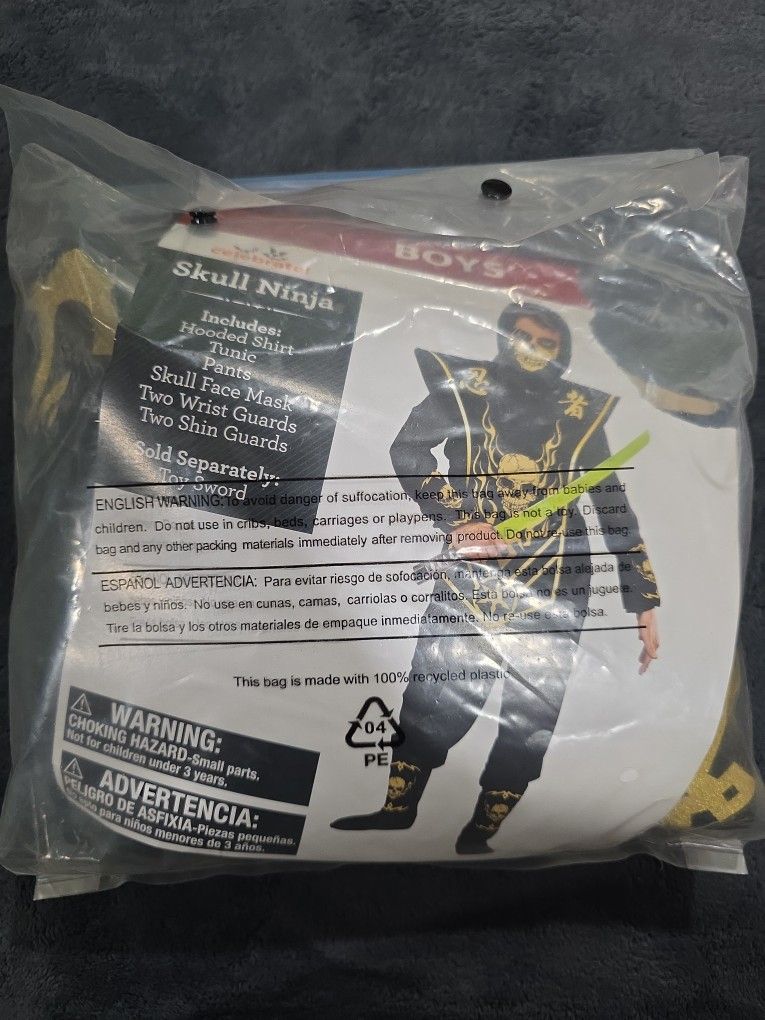 BOYS
celebrate!
Skull Ninja
Includes:
Hooded Shirt
Tunic
Pants
Skull Face Mask
Two Wrist Guards
Two Shin Guards
Sold Separately:
Toy Sword
忍 者
ENGLISH WARNING: To avoid danger of suffocation, keep this bag away from babies and
children. Do not use in cribs, beds, carriages or playpens. This bag is not a toy. Discard
bag and any other packing materials immediately after removing product. Do not re-use this bag.
ESPAÑOL ADVERTENCIA: Para evitar riesgo de sofocación, mantenga esta bolsa alejada de
bebes y niños. No use en cunas, camas, carriolas o corralitos. Esta bolsa no es un juguete.
Tire la bolsa y los otros materiales de empaque inmediatamente. No re-use esta bolsa.
This bag is made with 100% recycled plastic
04
PE
WARNING:
CHOKING HAZARD-Small parts.
Not for children under 3 years.
ADVERTENCIA:
PELIGRO DE ASFIXIA-Piezas pequeñas.
para niños menores de 3 años.